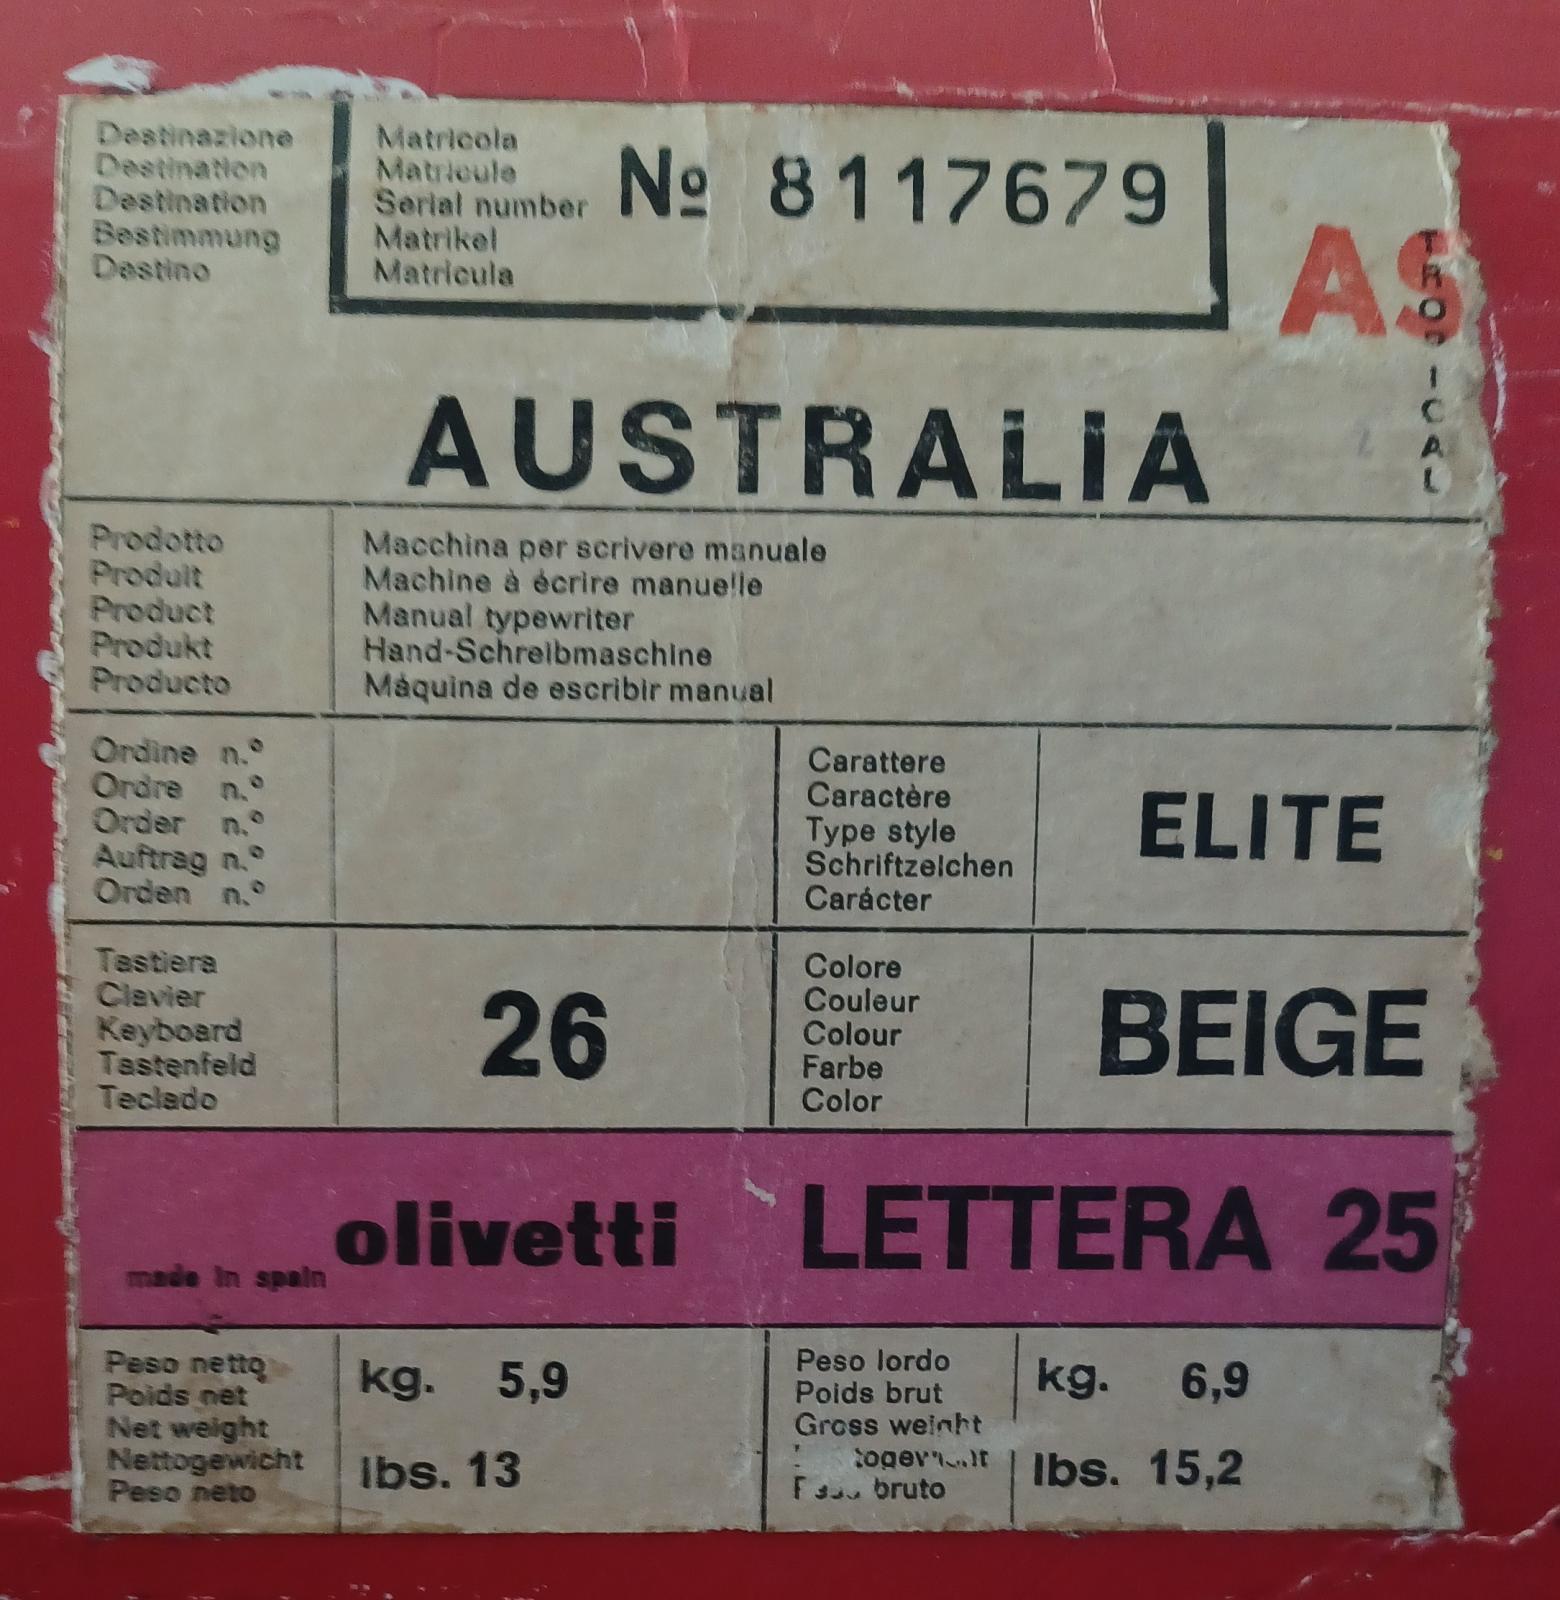 Destinazione
Destination
Destination
Bestimmung
Destino
Matricola
Matricule
Serial number
Matrikel
Matricula
Nº 8117679
AS
TROPICAL
AUSTRALIA
Prodotto
Produit
Product
Produkt
Producto
Macchina per scrivere manuale
Machine à écrire manuelle
Manual typewriter
Hand-Schreibmaschine
Máquina de escribir manual
Ordine n.º
Ordre n.º
Order n.º
Auftrag n.º
Orden n.º
Carattere
Caractère
Type style
Schriftzeichen
Carácter
ELITE
Tastiera
Clavier
Keyboard
Tastenfeld
Teclado
26
Colore
Couleur
Colour
Farbe
Color
BEIGE
made in spain
olivetti LETTERA 25
Peso netto
Poids net
Net weight
Nettogewicht
Peso neto
kg. 5,9
lbs. 13
Peso lordo
Poids brut
Gross weight
bruto
kg. 6,9
lbs. 15,2